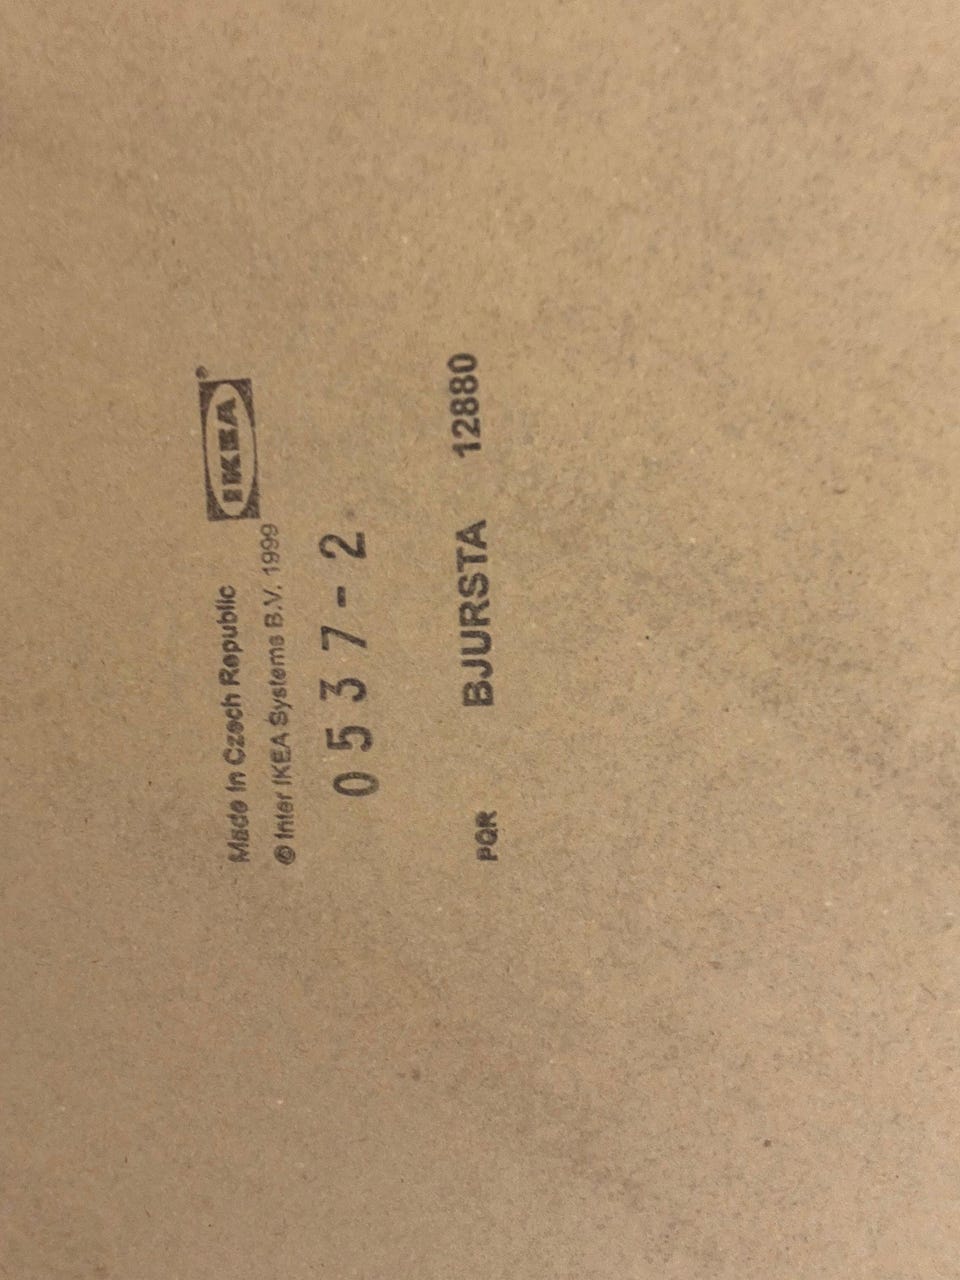 Made in Czech Republic IKEA®
© Inter IKEA Systems B.V. 1999
0537-2
PQR BJURSTA 12880